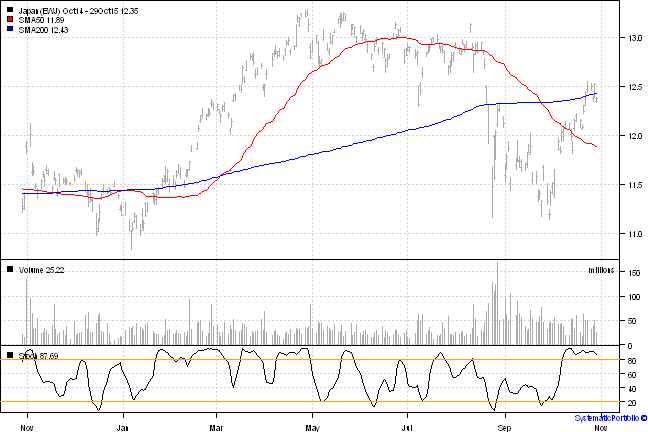 Japan (EWJ) Oct14 - 29Oct15 12.35
SMA50 11.89
SMA200 12.43
13.0
12.5
12.0
11.5
11.0
Volume 25.22
millions
150
100
50
0
Stoch 87.69
80
60
40
20
Nov
Jan
Mar
May
Jul
Sep
Nov
SystematicPortfolio ©